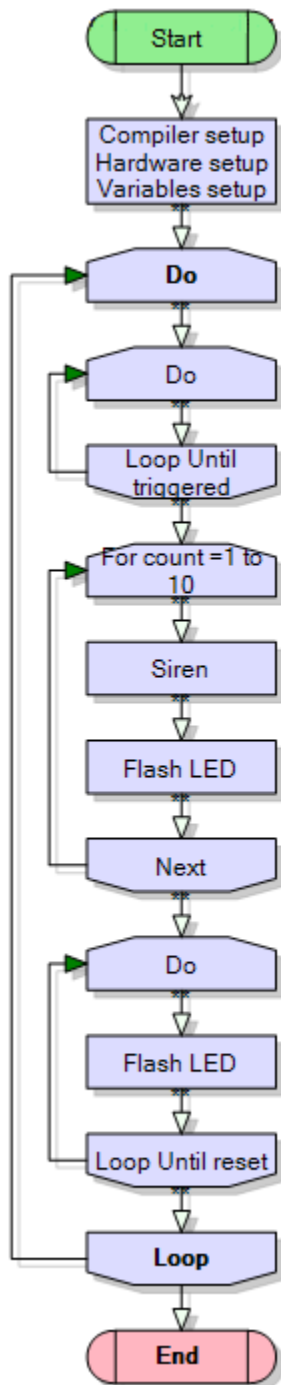 Start
Compiler setup
Hardware setup
Variables setup
Do
Do
Loop Until
triggered
For count =1 to
10
Siren
Flash LED
Next
Do
Flash LED
Loop Until reset
Loop
End